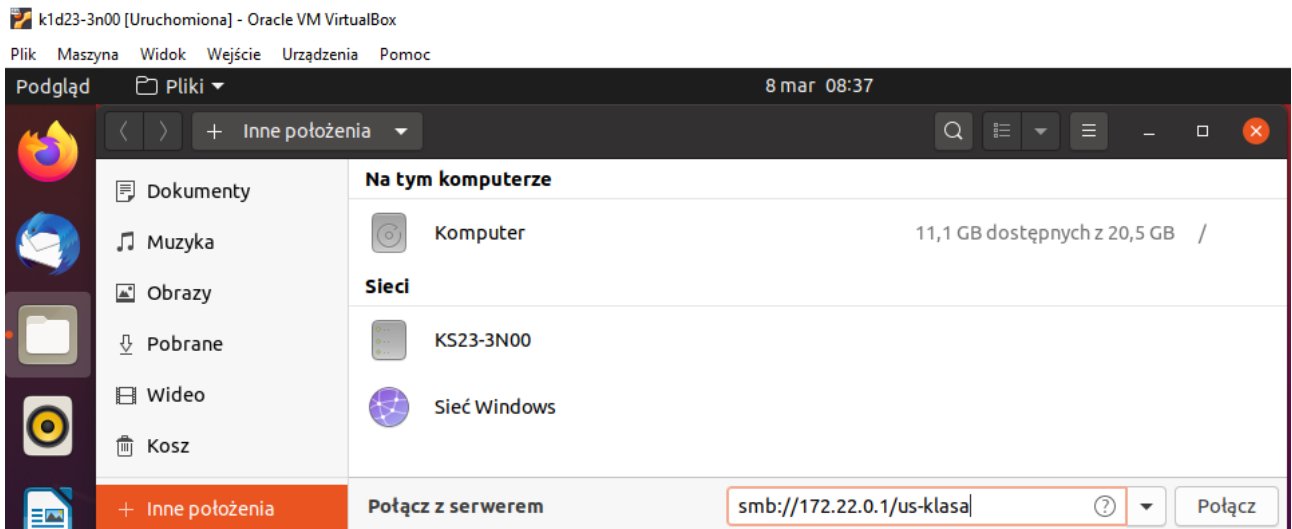 k1d23-3n00 [Uruchomiona] - Oracle VM VirtualBox
Plik Maszyna Widok Wejście Urządzenia Pomoc
Podgląd Pliki 8 mar 08:37
+ Inne położenia
Dokumenty
Muzyka
Obrazy
Pobrane
Wideo
Kosz
+ Inne położenia
Na tym komputerze
Komputer 11,1 GB dostępnych z 20,5 GB /
Sieci
KS23-3N00
Sieć Windows
Połącz z serwerem smb://172.22.0.1/us-klasa ? Połącz